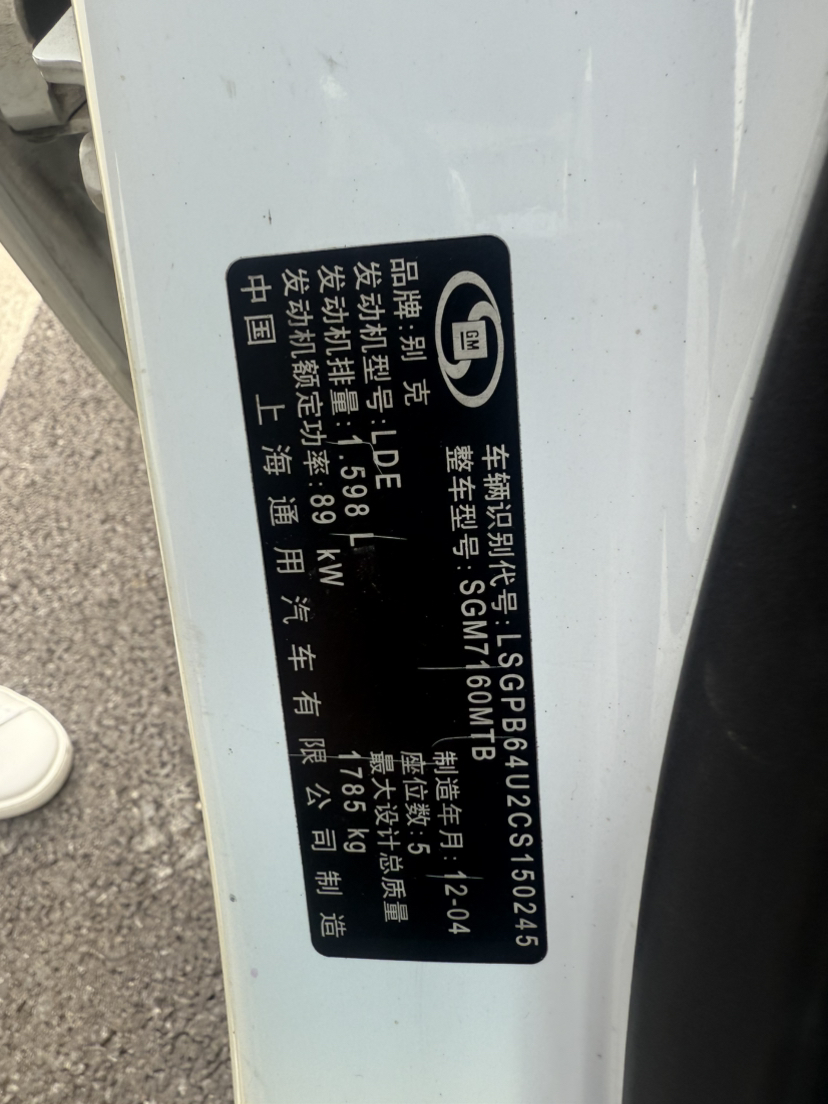 GM
车辆识别代号:LSGPB64U2CS150245
整车型号:SGM7160MTB
品牌:别克
制造年月:12-04
发动机型号:LDE
座位数:5
发动机排量:1.598 L
最大设计总质量
发动机额定功率:89 kW
1785 kg
中国 上海通用汽车有限公司制造